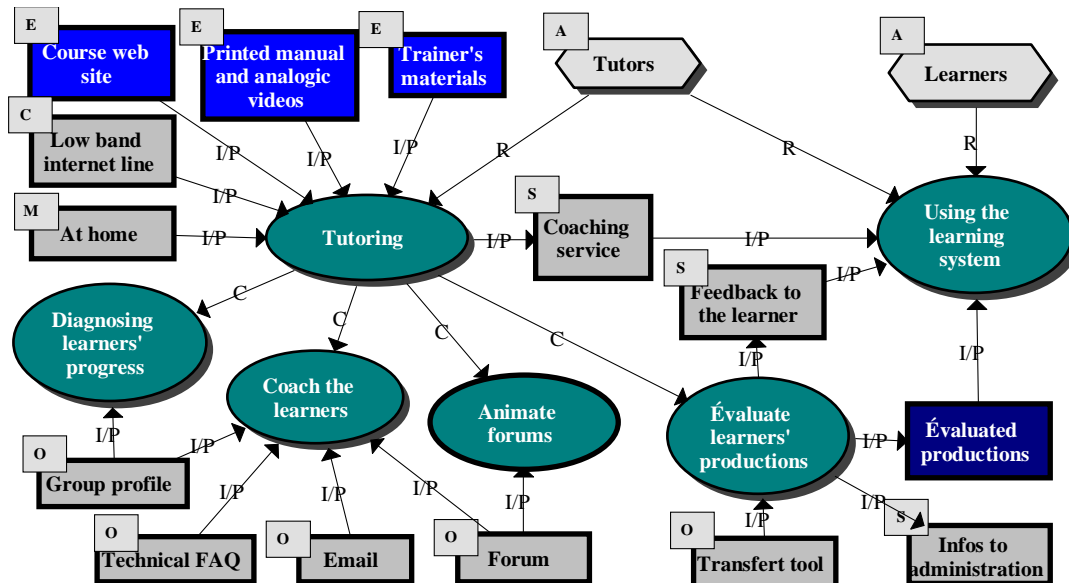 E
Course web
site
E
Printed manual
and analogic
videos
E
Trainer's
materials
A
Tutors
A
Learners
C
Low band
internet line
I/P
I/P
I/P
R
R
R
I/P
M
At home
I/P
Tutoring
I/P
S
Coaching
service
I/P
Using the
learning
system
S
Feedback to
the learner
I/P
C
C
C
C
Diagnosing
learners'
progress
Coach the
learners
Animate
forums
I/P
I/P
Évaluate
learners'
productions
I/P
Évaluated
productions
I/P
I/P
I/P
I/P
I/P
I/P
I/P
I/P
O
Group profile
O
Technical FAQ
O
Email
O
Forum
O
Transfert tool
S
Infos to
administration